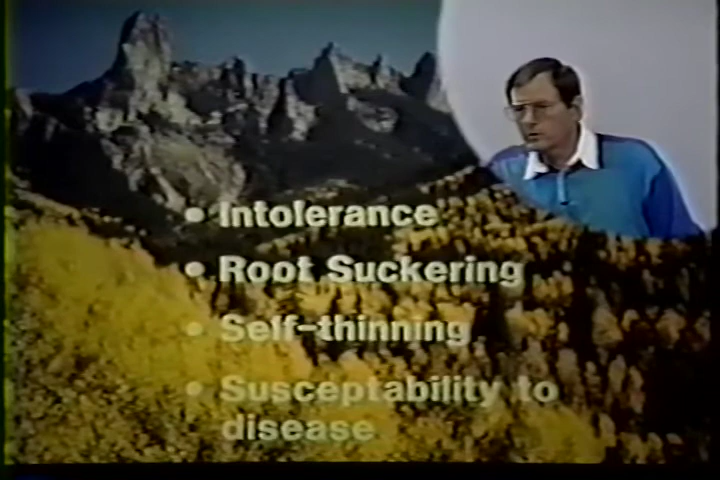 • Intolerance
• Root Suckering
• Self-thinning
• Susceptability to
disease